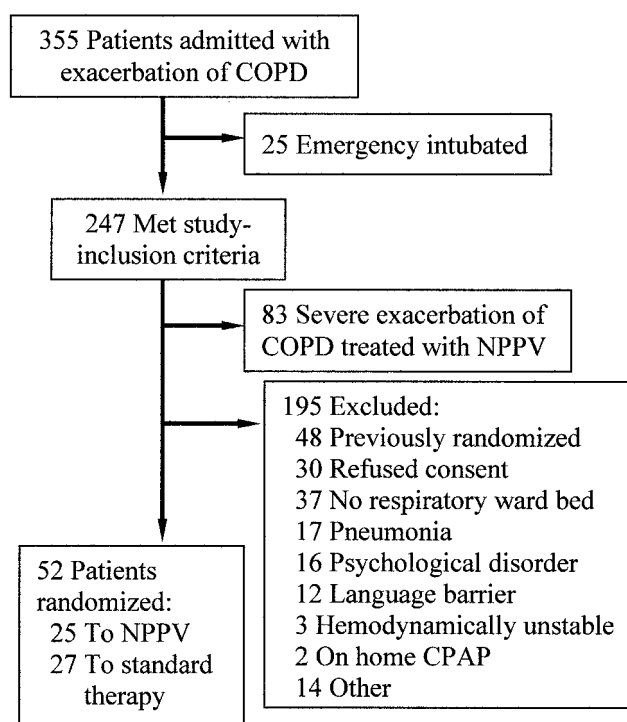 355 Patients admitted with
exacerbation of COPD
25 Emergency intubated
247 Met study-
inclusion criteria
83 Severe exacerbation of
COPD treated with NPPV
195 Excluded:
48 Previously randomized
30 Refused consent
37 No respiratory ward bed
17 Pneumonia
16 Psychological disorder
12 Language barrier
3 Hemodynamically unstable
2 On home CPAP
14 Other
52 Patients
randomized:
25 To NPPV
27 To standard
therapy